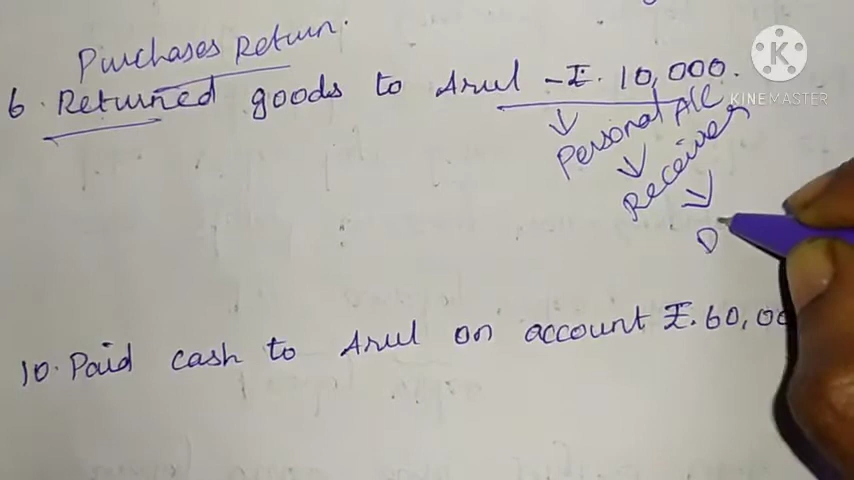 Purchases Return.
6. Returned goods to Arul - ₹. 10,000.
KINEMASTER
Personal A/c
Receiver
D
10. Paid cash to Arul on account ₹. 60,00